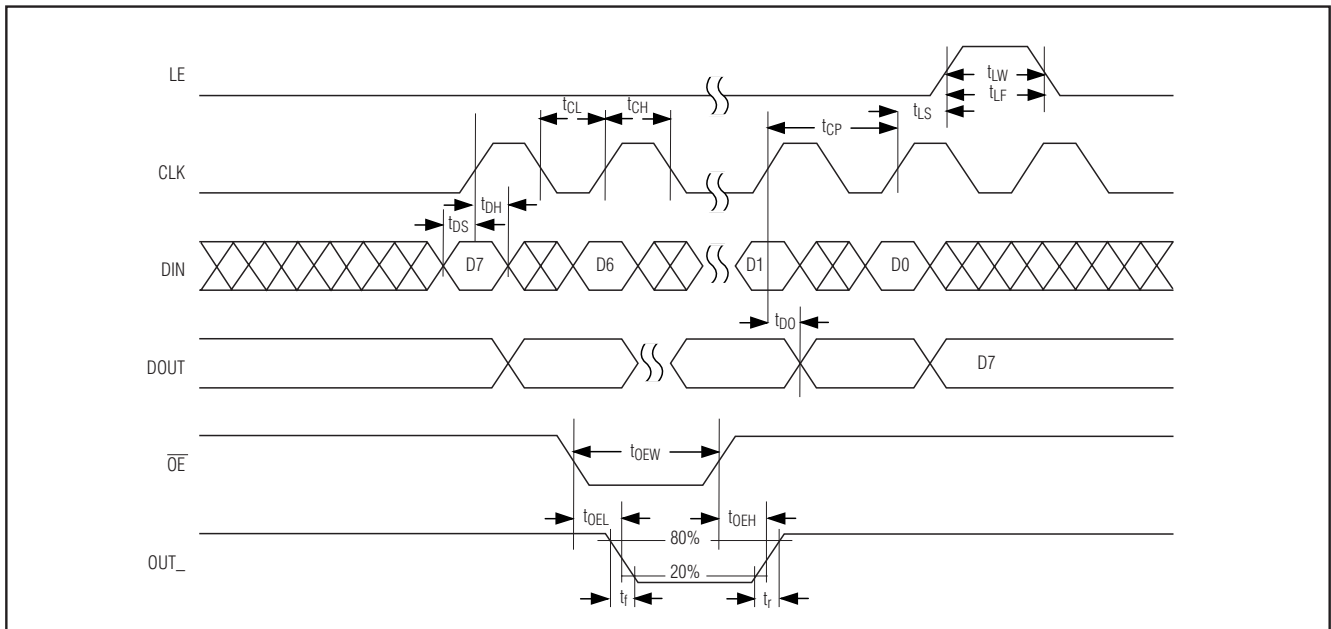 LE
tLW
tLF
tLS
tCL
tCH
tCP
CLK
tDH
tDS
DIN
D7
D6
D1
D0
tD0
DOUT
D7
OE
tOEW
tOEL
tOEH
80%
OUT_
20%
tf
tr